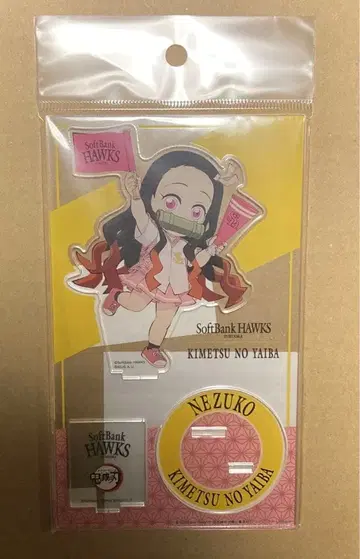 SoftBank
HAWKS
SoftBank HAWKS
KIMETSU NO YAIBA
SoftBank
HAWKS
NEZUKO
KIMETSU NO YAIBA